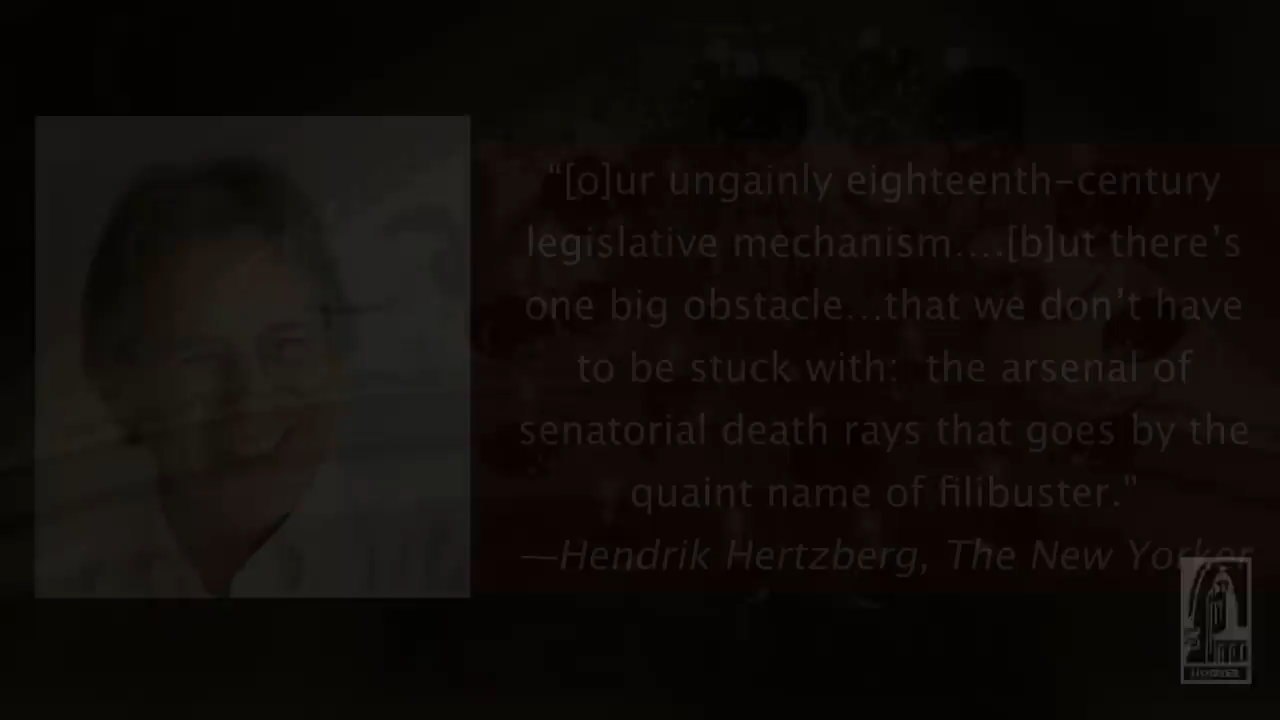 “[o]ur ungainly eighteenth-century
legislative mechanism....[b]ut there’s
one big obstacle...that we don’t have
to be stuck with:  the arsenal of
senatorial death rays that goes by the
quaint name of filibuster."
—Hendrik Hertzberg, The New Yorker